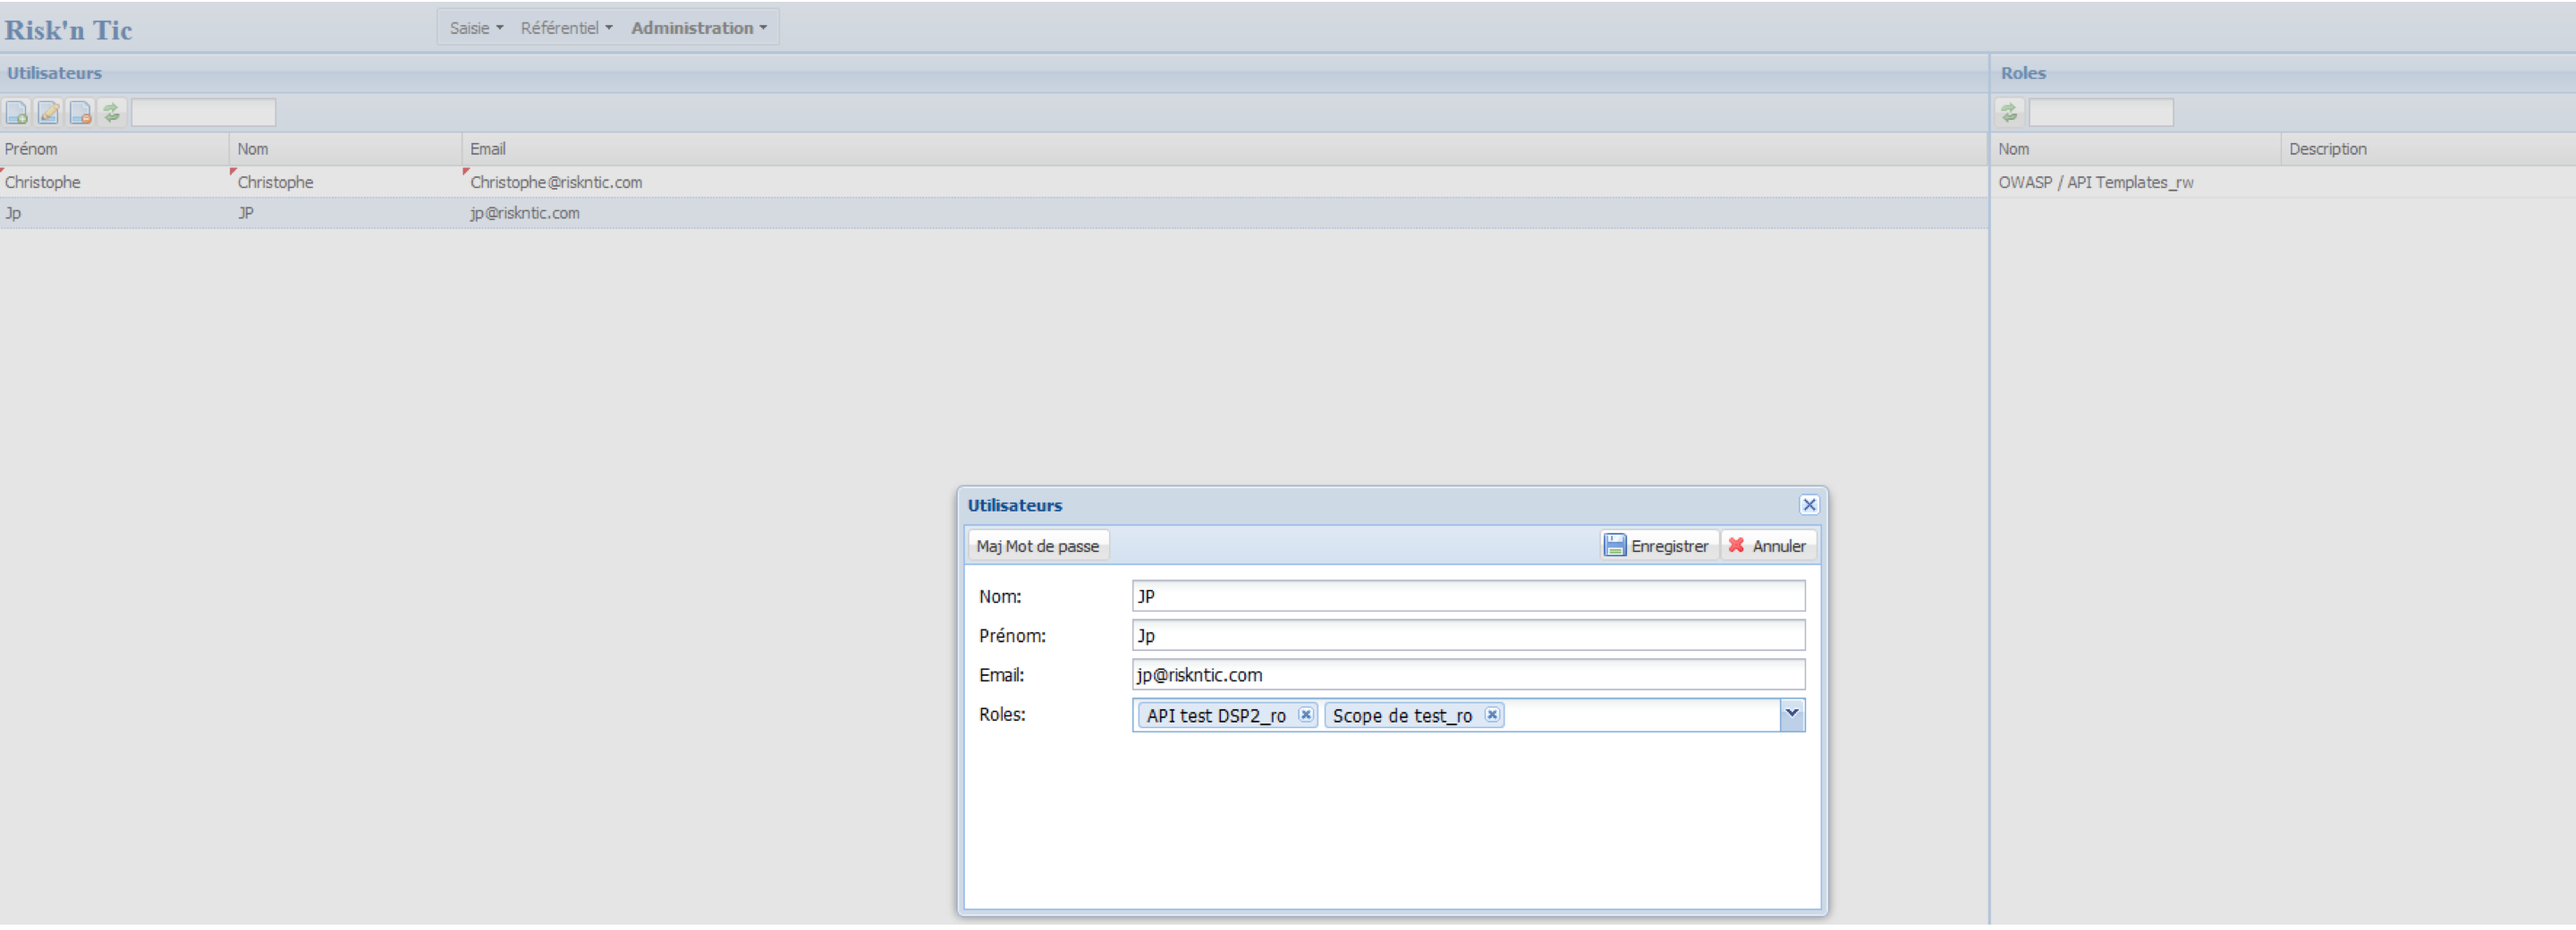 Risk'n Tic Saisie Référentiel Administration
Utilisateurs Roles
Prénom Nom Email Nom Description
Christophe Christophe Christophe@riskntic.com OWASP / API Templates_rw
Jp JP jp@riskntic.com
Utilisateurs
Maj Mot de passe Enregistrer Annuler
Nom: JP
Prénom: Jp
Email: jp@riskntic.com
Roles: API test DSP2_ro Scope de test_ro